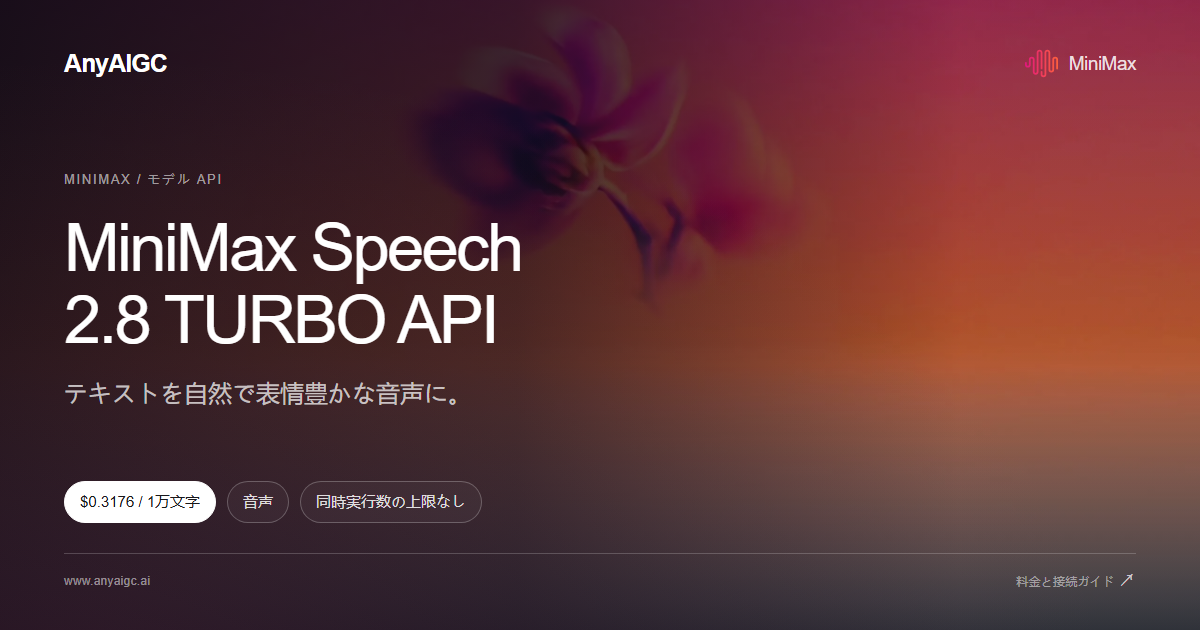 AnyAIGC
MiniMax
MINIMAX / モデル API
MiniMax Speech
2.8 TURBO API
テキストを自然で表情豊かな音声に。
$0.3176 / 1万文字
音声
同時実行数の上限なし
www.anyaigc.ai
料金と接続ガイド ↗